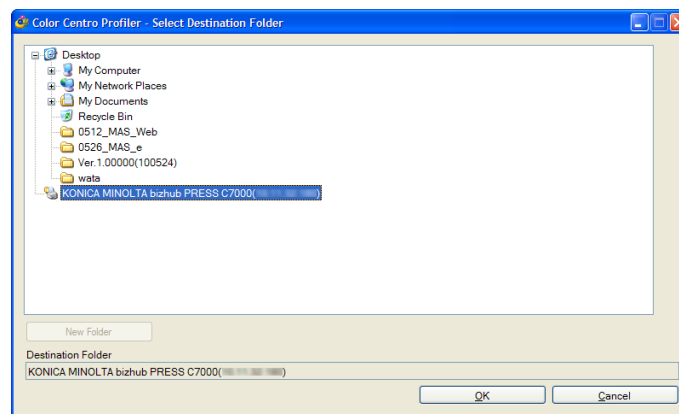 Color Centro Profiler - Select Destination Folder
Desktop
My Computer
My Network Places
My Documents
Recycle Bin
0512_MAS_Web
0526_MAS_e
Ver.1.00000(100524)
wata
KONICA MINOLTA bizhub PRESS C7000( )
New Folder
Destination Folder
KONICA MINOLTA bizhub PRESS C7000( )
OK Cancel